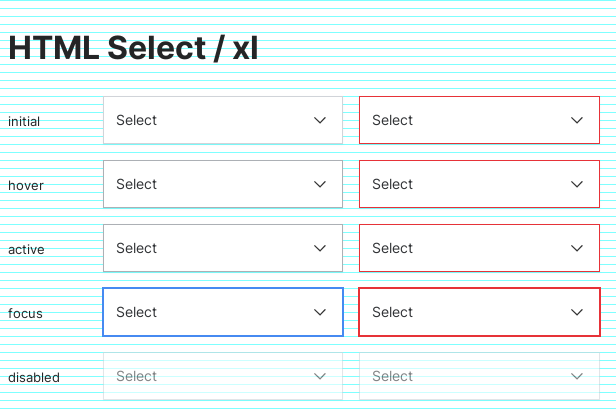 HTML Select / xl
initial Select Select
hover Select Select
active Select Select
focus Select Select
disabled Select Select